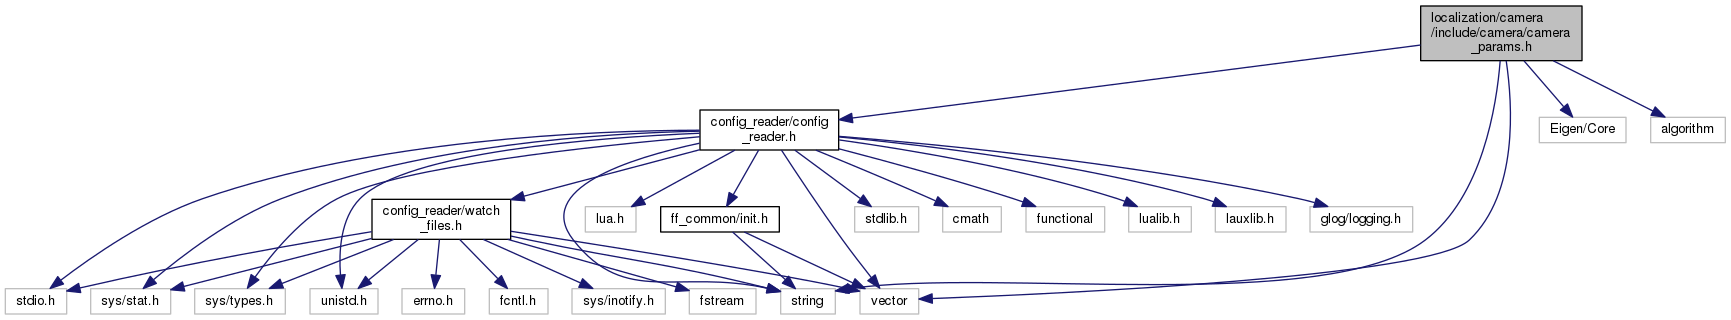 localization/camera
/include/camera/camera
_params.h
config_reader/config
_reader.h
Eigen/Core
algorithm
config_reader/watch
_files.h
lua.h
ff_common/init.h
stdlib.h
cmath
functional
lualib.h
lauxlib.h
glog/logging.h
stdio.h
sys/stat.h
sys/types.h
unistd.h
errno.h
fcntl.h
sys/inotify.h
fstream
string
vector